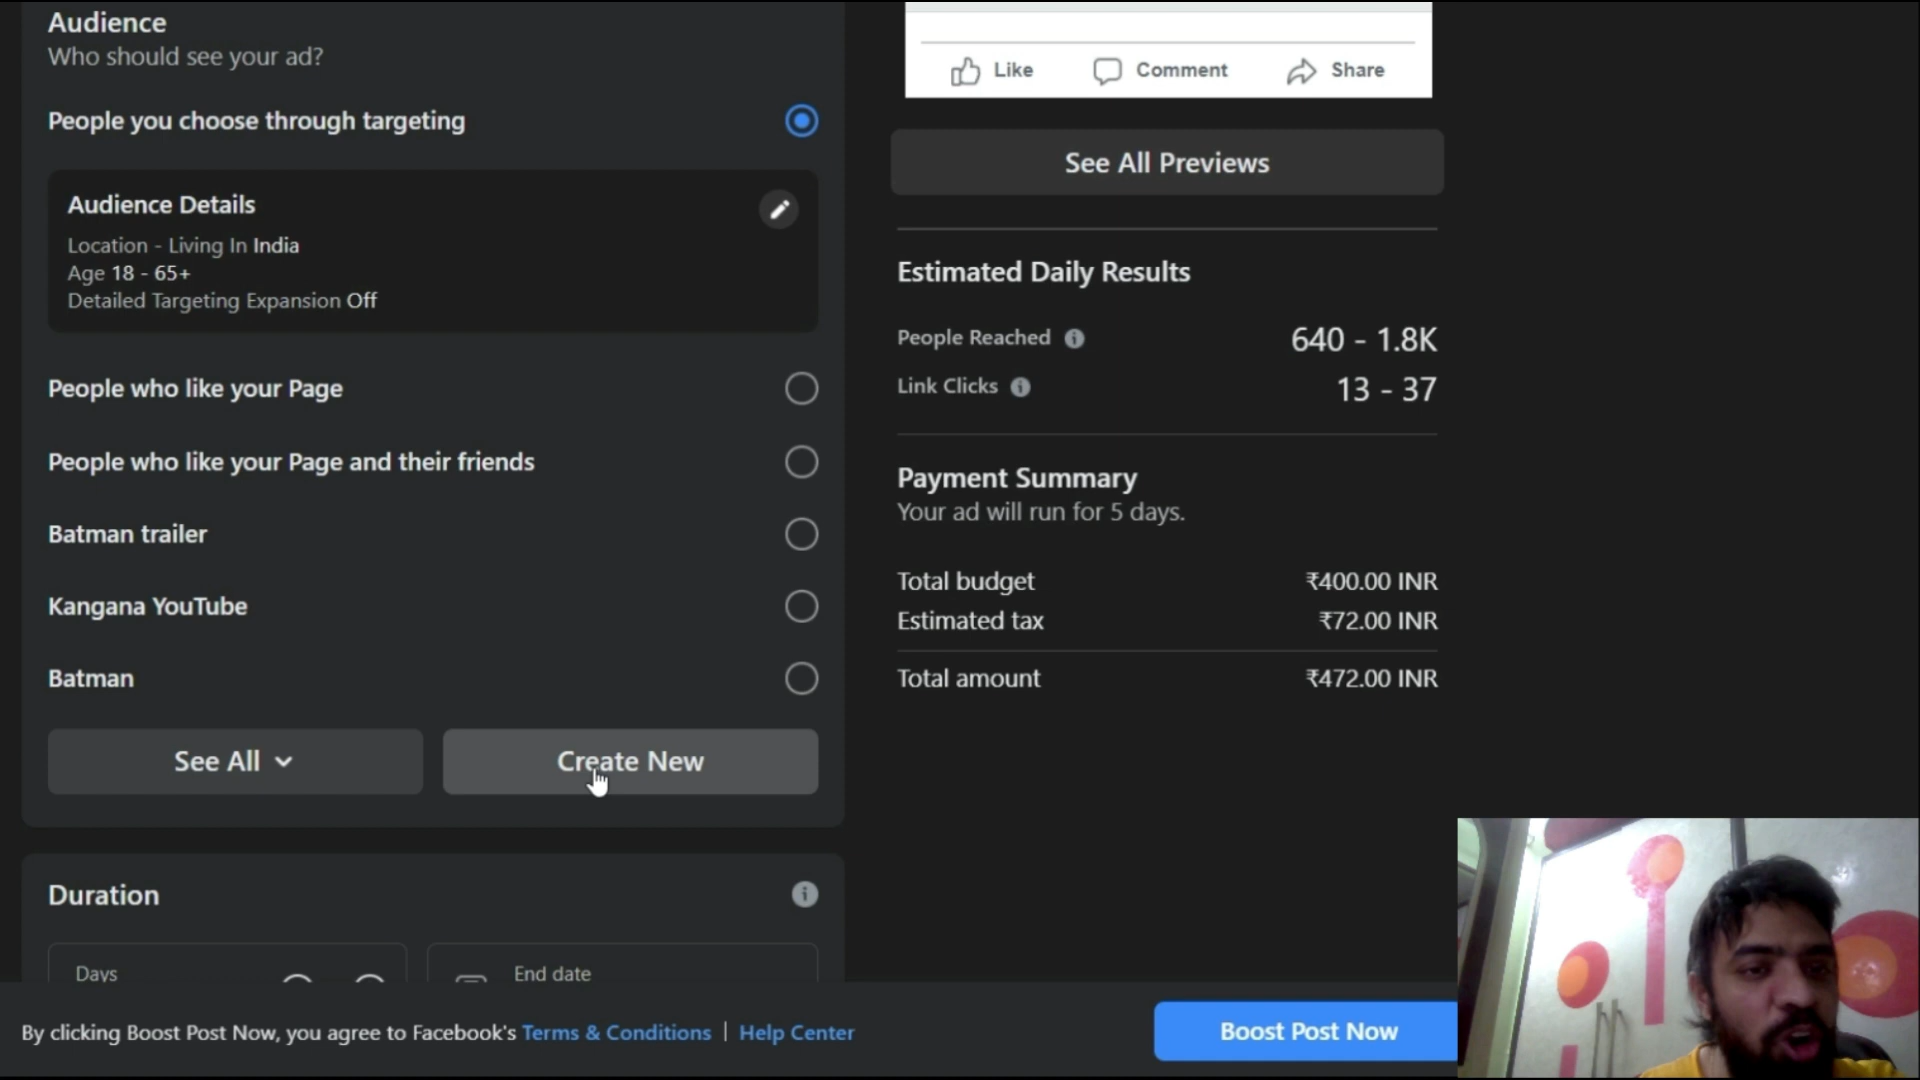 Audience
Who should see your ad?
People you choose through targeting
Audience Details
Location - Living In India
Age 18 - 65+
Detailed Targeting Expansion Off
People who like your Page
People who like your Page and their friends
Batman trailer
Kangana YouTube
Batman
See All
Create New
Duration
Days
End date
Like
Comment
Share
See All Previews
Estimated Daily Results
People Reached 640 - 1.8K
Link Clicks 13 - 37
Payment Summary
Your ad will run for 5 days.
Total budget ₹400.00 INR
Estimated tax ₹72.00 INR
Total amount ₹472.00 INR
By clicking Boost Post Now, you agree to Facebook's Terms & Conditions | Help Center
Boost Post Now